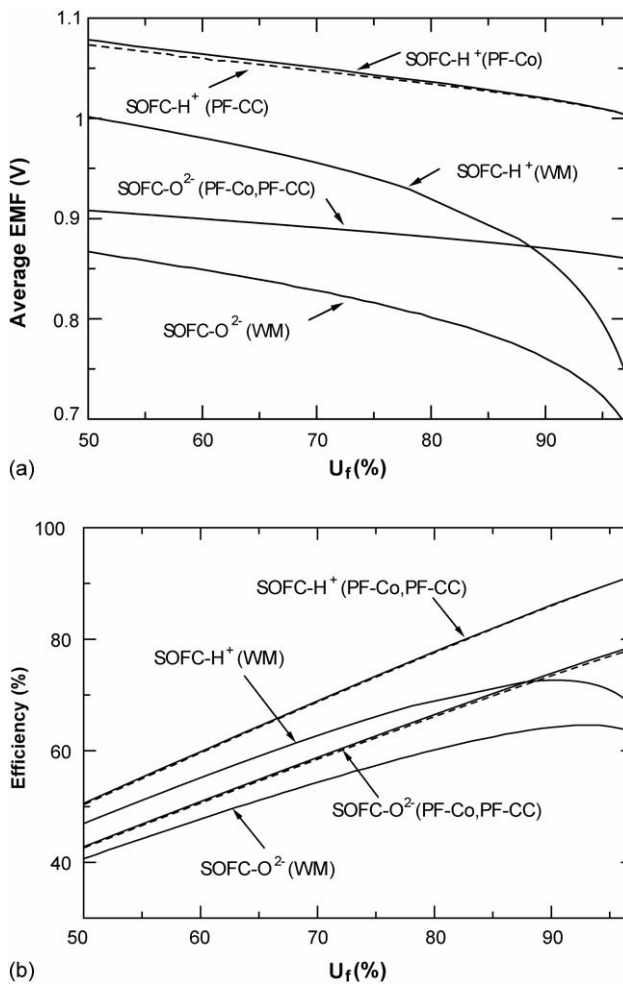 1.1
1
0.9
0.8
0.7
Average EMF (V)
SOFC-H⁺(PF-Co)
SOFC-H⁺ (PF-CC)
SOFC-H⁺(WM)
SOFC-O²⁻ (PF-Co,PF-CC)
SOFC-O²⁻ (WM)
50 60 70 80 90
(a)
U_f(%)
100
80
60
40
Efficiency (%)
SOFC-H⁺(PF-Co,PF-CC)
SOFC-H⁺(WM)
SOFC-O²⁻(PF-Co,PF-CC)
SOFC-O²⁻(WM)
50 60 70 80 90
(b)
U_f(%)